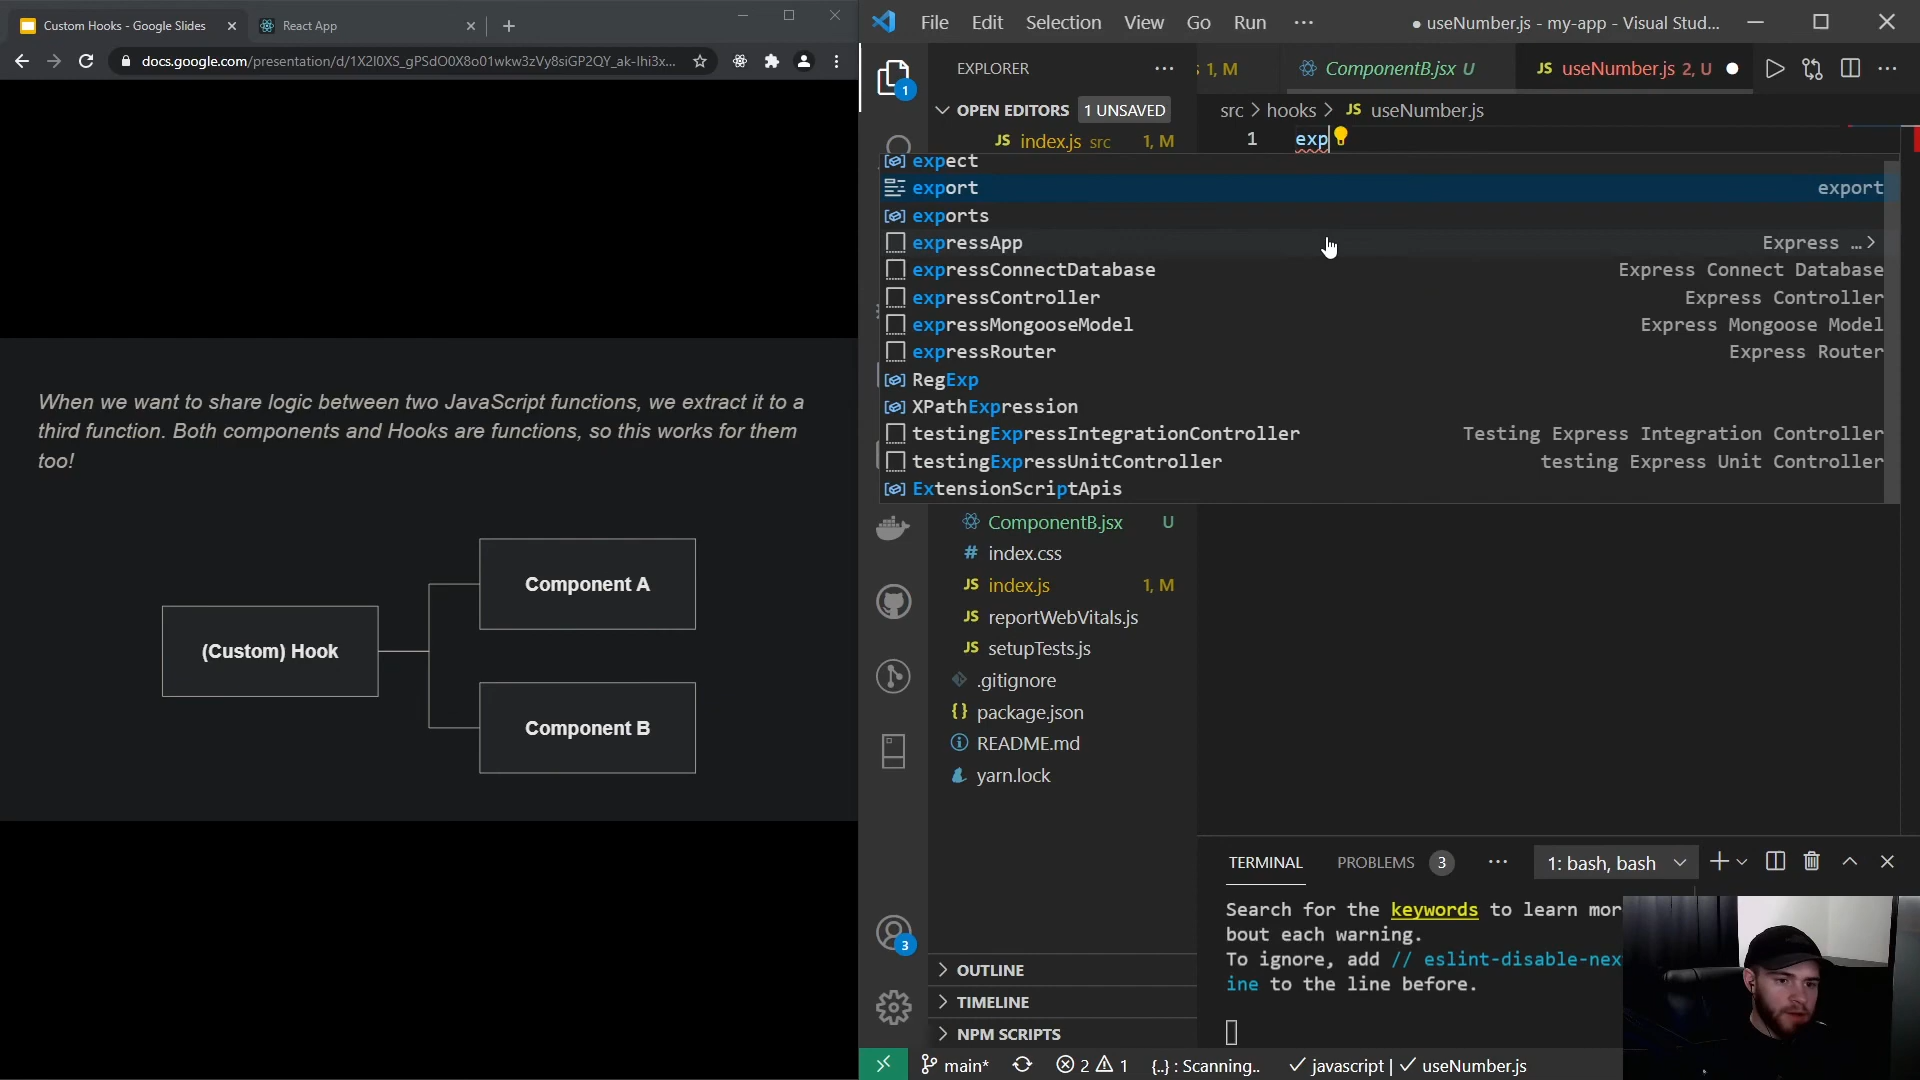 Custom Hooks - Google Slides
React App
docs.google.com/presentation/d/1X2I0XS_gPSdO0X8o01wkw3zVy8siGP2QY_ak-lhi3x...
When we want to share logic between two JavaScript functions, we extract it to a
third function. Both components and Hooks are functions, so this works for them
too!
(Custom) Hook
Component A
Component B
File Edit Selection View Go Run ···
● useNumber.js - my-app - Visual Stud...
EXPLORER
1
OPEN EDITORS 1 UNSAVED
JS index.js src 1, M
1, M
ComponentB.jsx U
JS useNumber.js 2, U
src > hooks > JS useNumber.js
1 exp
expect
export export
exports
expressApp Express …>
expressConnectDatabase Express Connect Database
expressController Express Controller
expressMongooseModel Express Mongoose Model
expressRouter Express Router
RegExp
XPathExpression
testingExpressIntegrationController Testing Express Integration Controller
testingExpressUnitController testing Express Unit Controller
ExtensionScriptApis
ComponentB.jsx U
# index.css
JS index.js 1, M
JS reportWebVitals.js
JS setupTests.js
.gitignore
{} package.json
README.md
yarn.lock
3
OUTLINE
TIMELINE
NPM SCRIPTS
TERMINAL PROBLEMS 3 ··· 1: bash, bash
Search for the keywords to learn mor
bout each warning.
To ignore, add // eslint-disable-nex
ine to the line before.
main* 2 1 {..} : Scanning.. ✓ javascript | ✓ useNumber.js